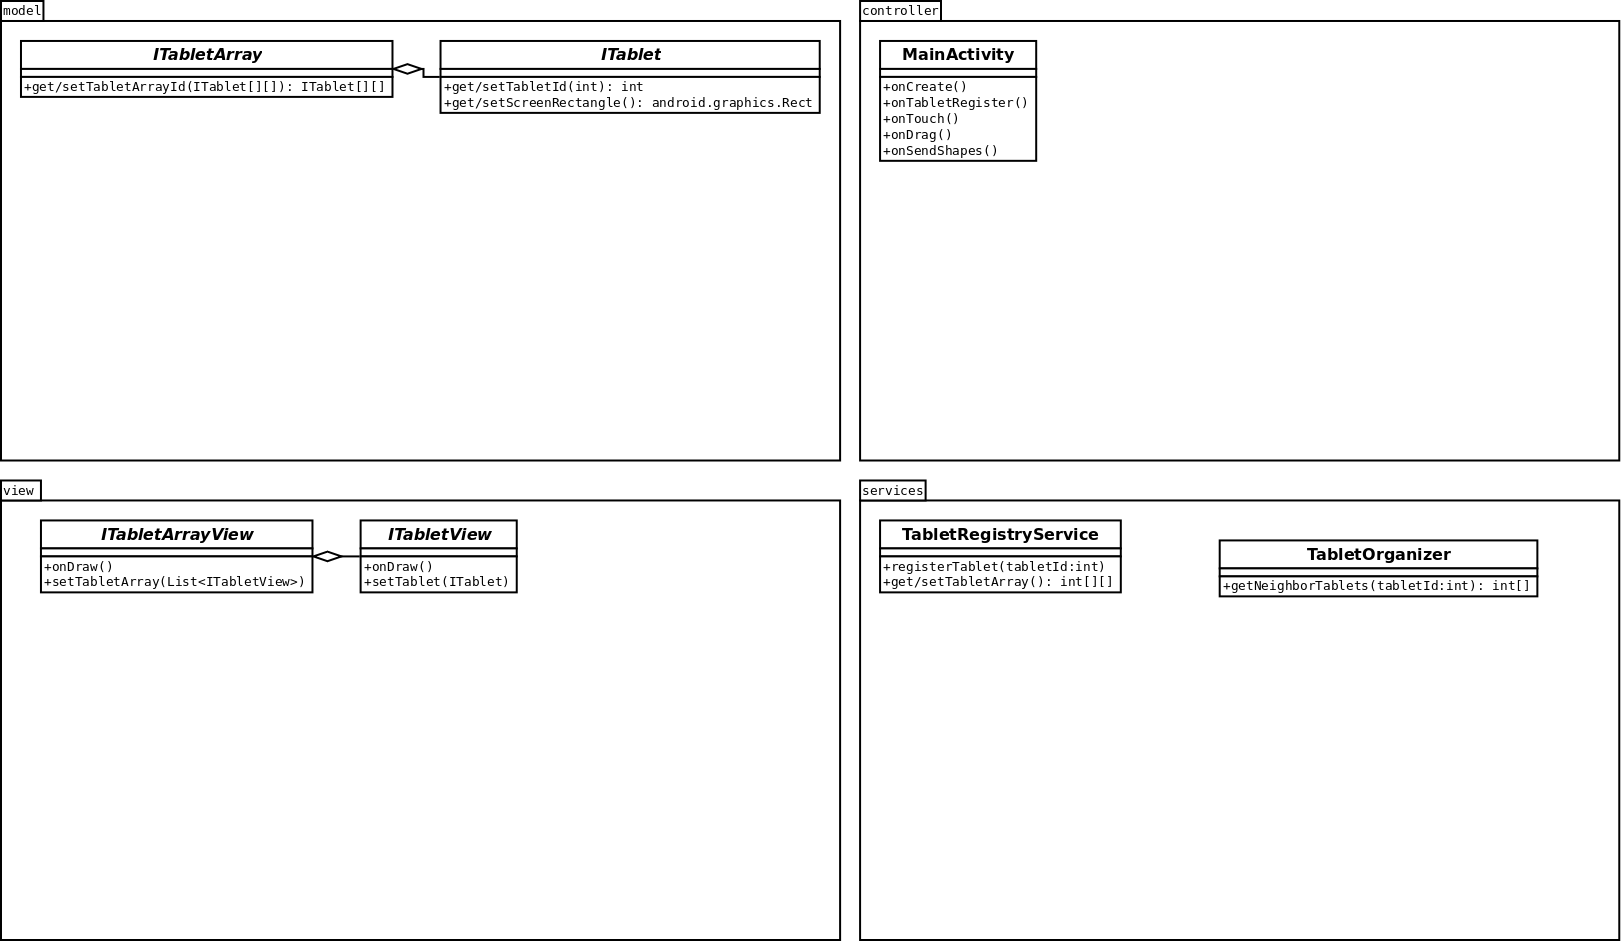 model
ITabletArray
+get/setTabletArrayId(ITablet[][]): ITablet[][]
ITablet
+get/setTabletId(int): int
+get/setScreenRectangle(): android.graphics.Rect
controller
MainActivity
+onCreate()
+onTabletRegister()
+onTouch()
+onDrag()
+onSendShapes()
view
ITabletArrayView
+onDraw()
+setTabletArray(List<ITabletView>)
ITabletView
+onDraw()
+setTablet(ITablet)
services
TabletRegistryService
+registerTablet(tabletId:int)
+get/setTabletArray(): int[][]
TabletOrganizer
+getNeighborTablets(tabletId:int): int[]